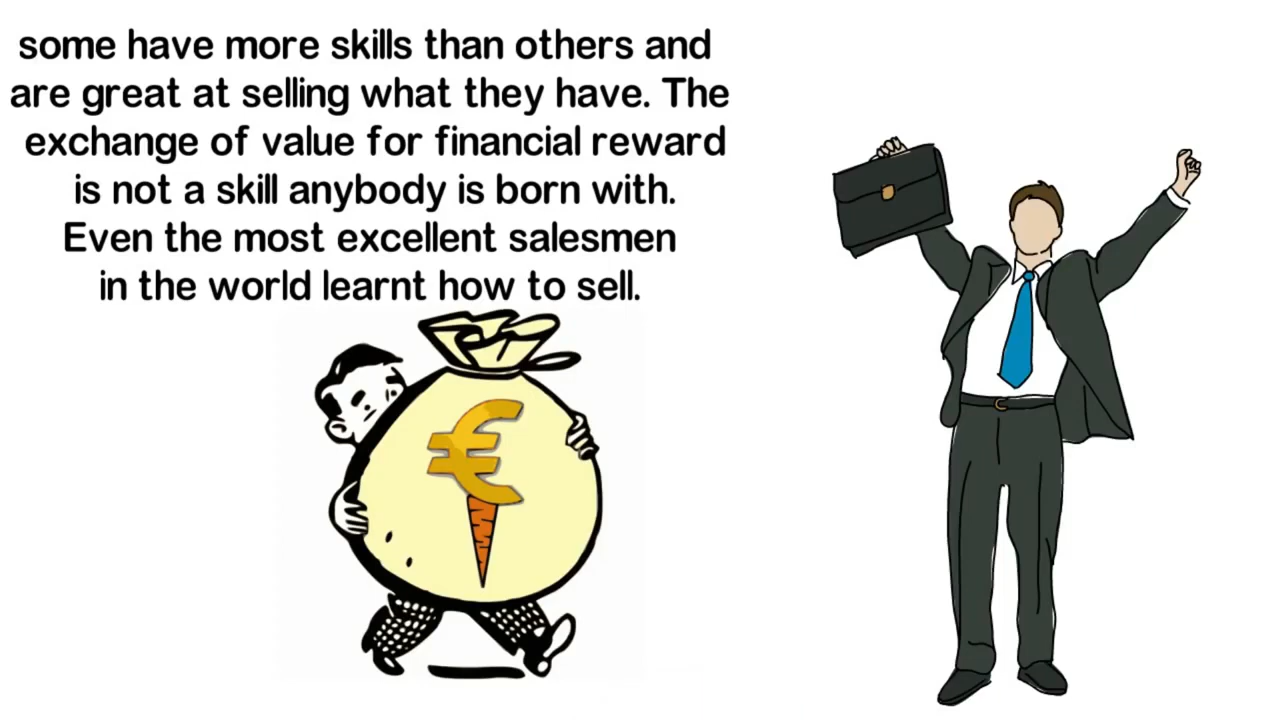 some have more skills than others and
are great at selling what they have. The
exchange of value for financial reward
is not a skill anybody is born with.
Even the most excellent salesmen
in the world learnt how to sell.
€